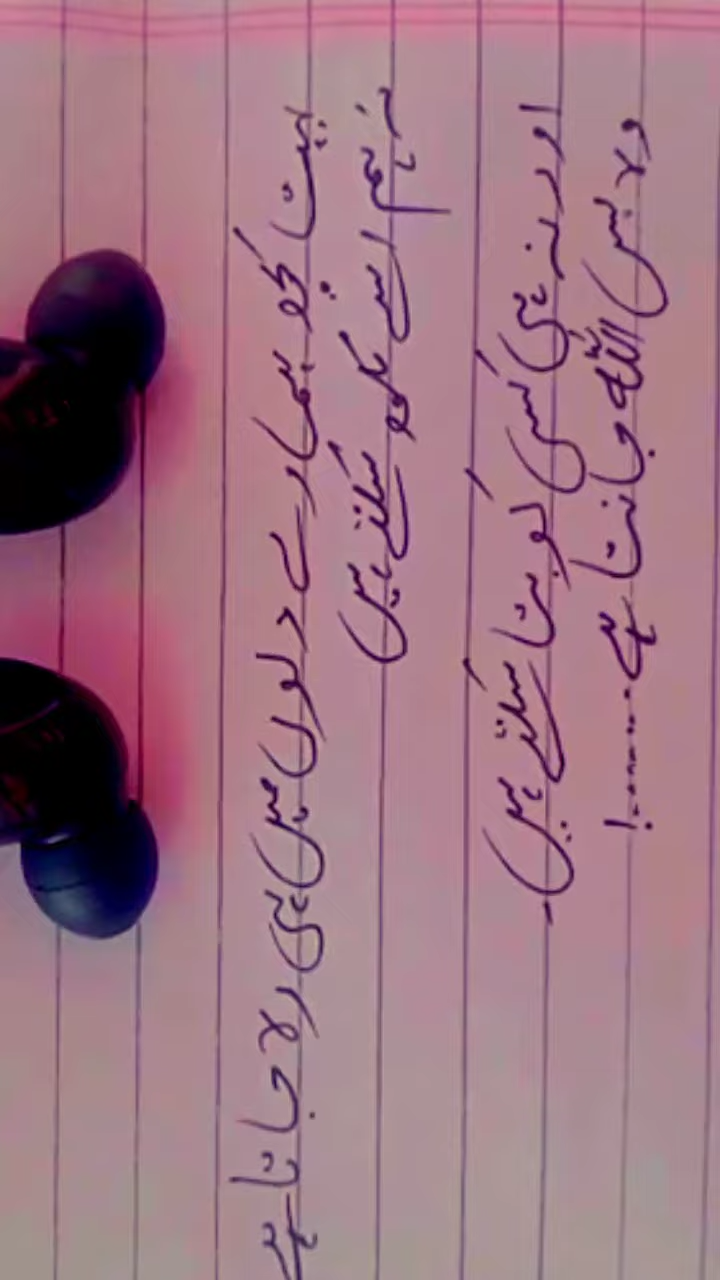 بہت کچھ ہمارے دلوں میں ہی رہ جاتا ہے
نہ ہم اسے لکھ سکتے ہیں
اور نہ ہی کسی کو بتا سکتے ہیں۔
وہ بس اللہ جانتا ہے.......!